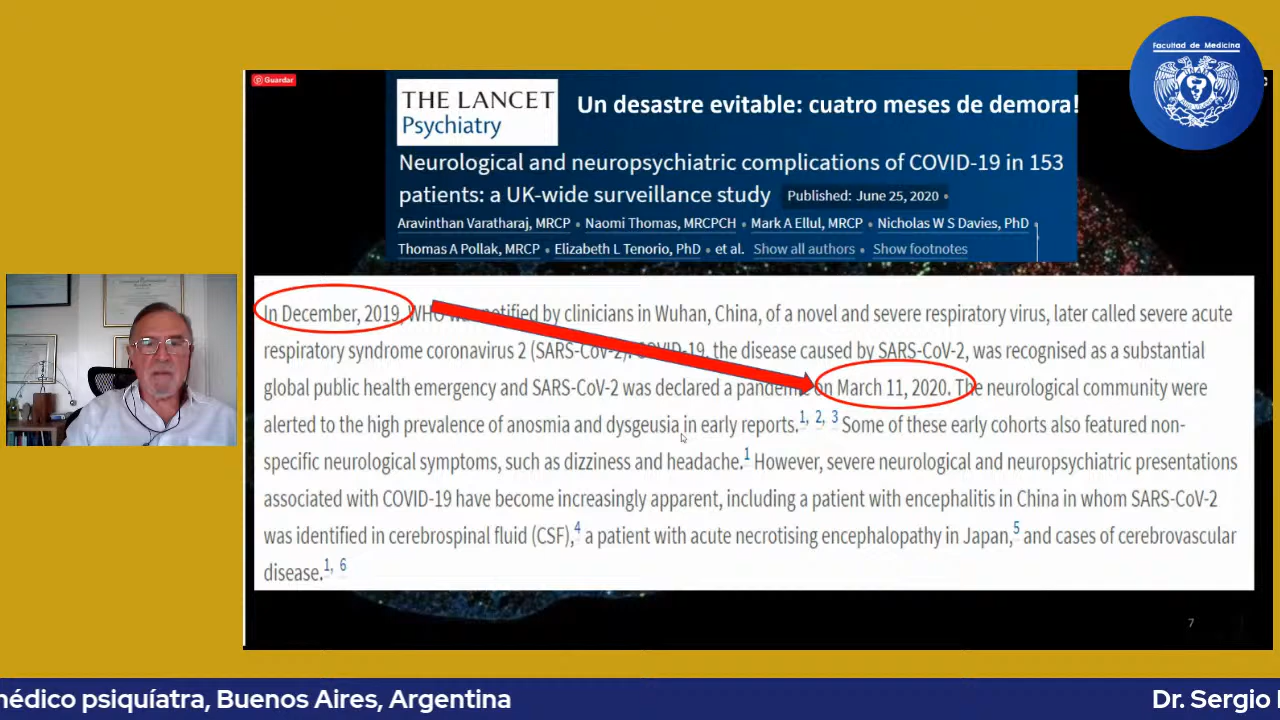 Guardar
Facultad de Medicina
THE LANCET
Psychiatry
Un desastre evitable: cuatro meses de demora!
Neurological and neuropsychiatric complications of COVID-19 in 153
patients: a UK-wide surveillance study Published: June 25, 2020 •
Aravinthan Varatharaj, MRCP • Naomi Thomas, MRCPCH • Mark A Ellul, MRCP • Nicholas W S Davies, PhD •
Thomas A Pollak, MRCP • Elizabeth L Tenorio, PhD • et al. Show all authors • Show footnotes
In December, 2019, WHO was notified by clinicians in Wuhan, China, of a novel and severe respiratory virus, later called severe acute
respiratory syndrome coronavirus 2 (SARS-CoV-2). COVID-19, the disease caused by SARS-CoV-2, was recognised as a substantial
global public health emergency and SARS-CoV-2 was declared a pandemic on March 11, 2020. The neurological community were
alerted to the high prevalence of anosmia and dysgeusia in early reports.1, 2, 3 Some of these early cohorts also featured non-
specific neurological symptoms, such as dizziness and headache.1 However, severe neurological and neuropsychiatric presentations
associated with COVID-19 have become increasingly apparent, including a patient with encephalitis in China in whom SARS-CoV-2
was identified in cerebrospinal fluid (CSF),4 a patient with acute necrotising encephalopathy in Japan,5 and cases of cerebrovascular
disease.1, 6
7
médico psiquíatra, Buenos Aires, Argentina
Dr. Sergio